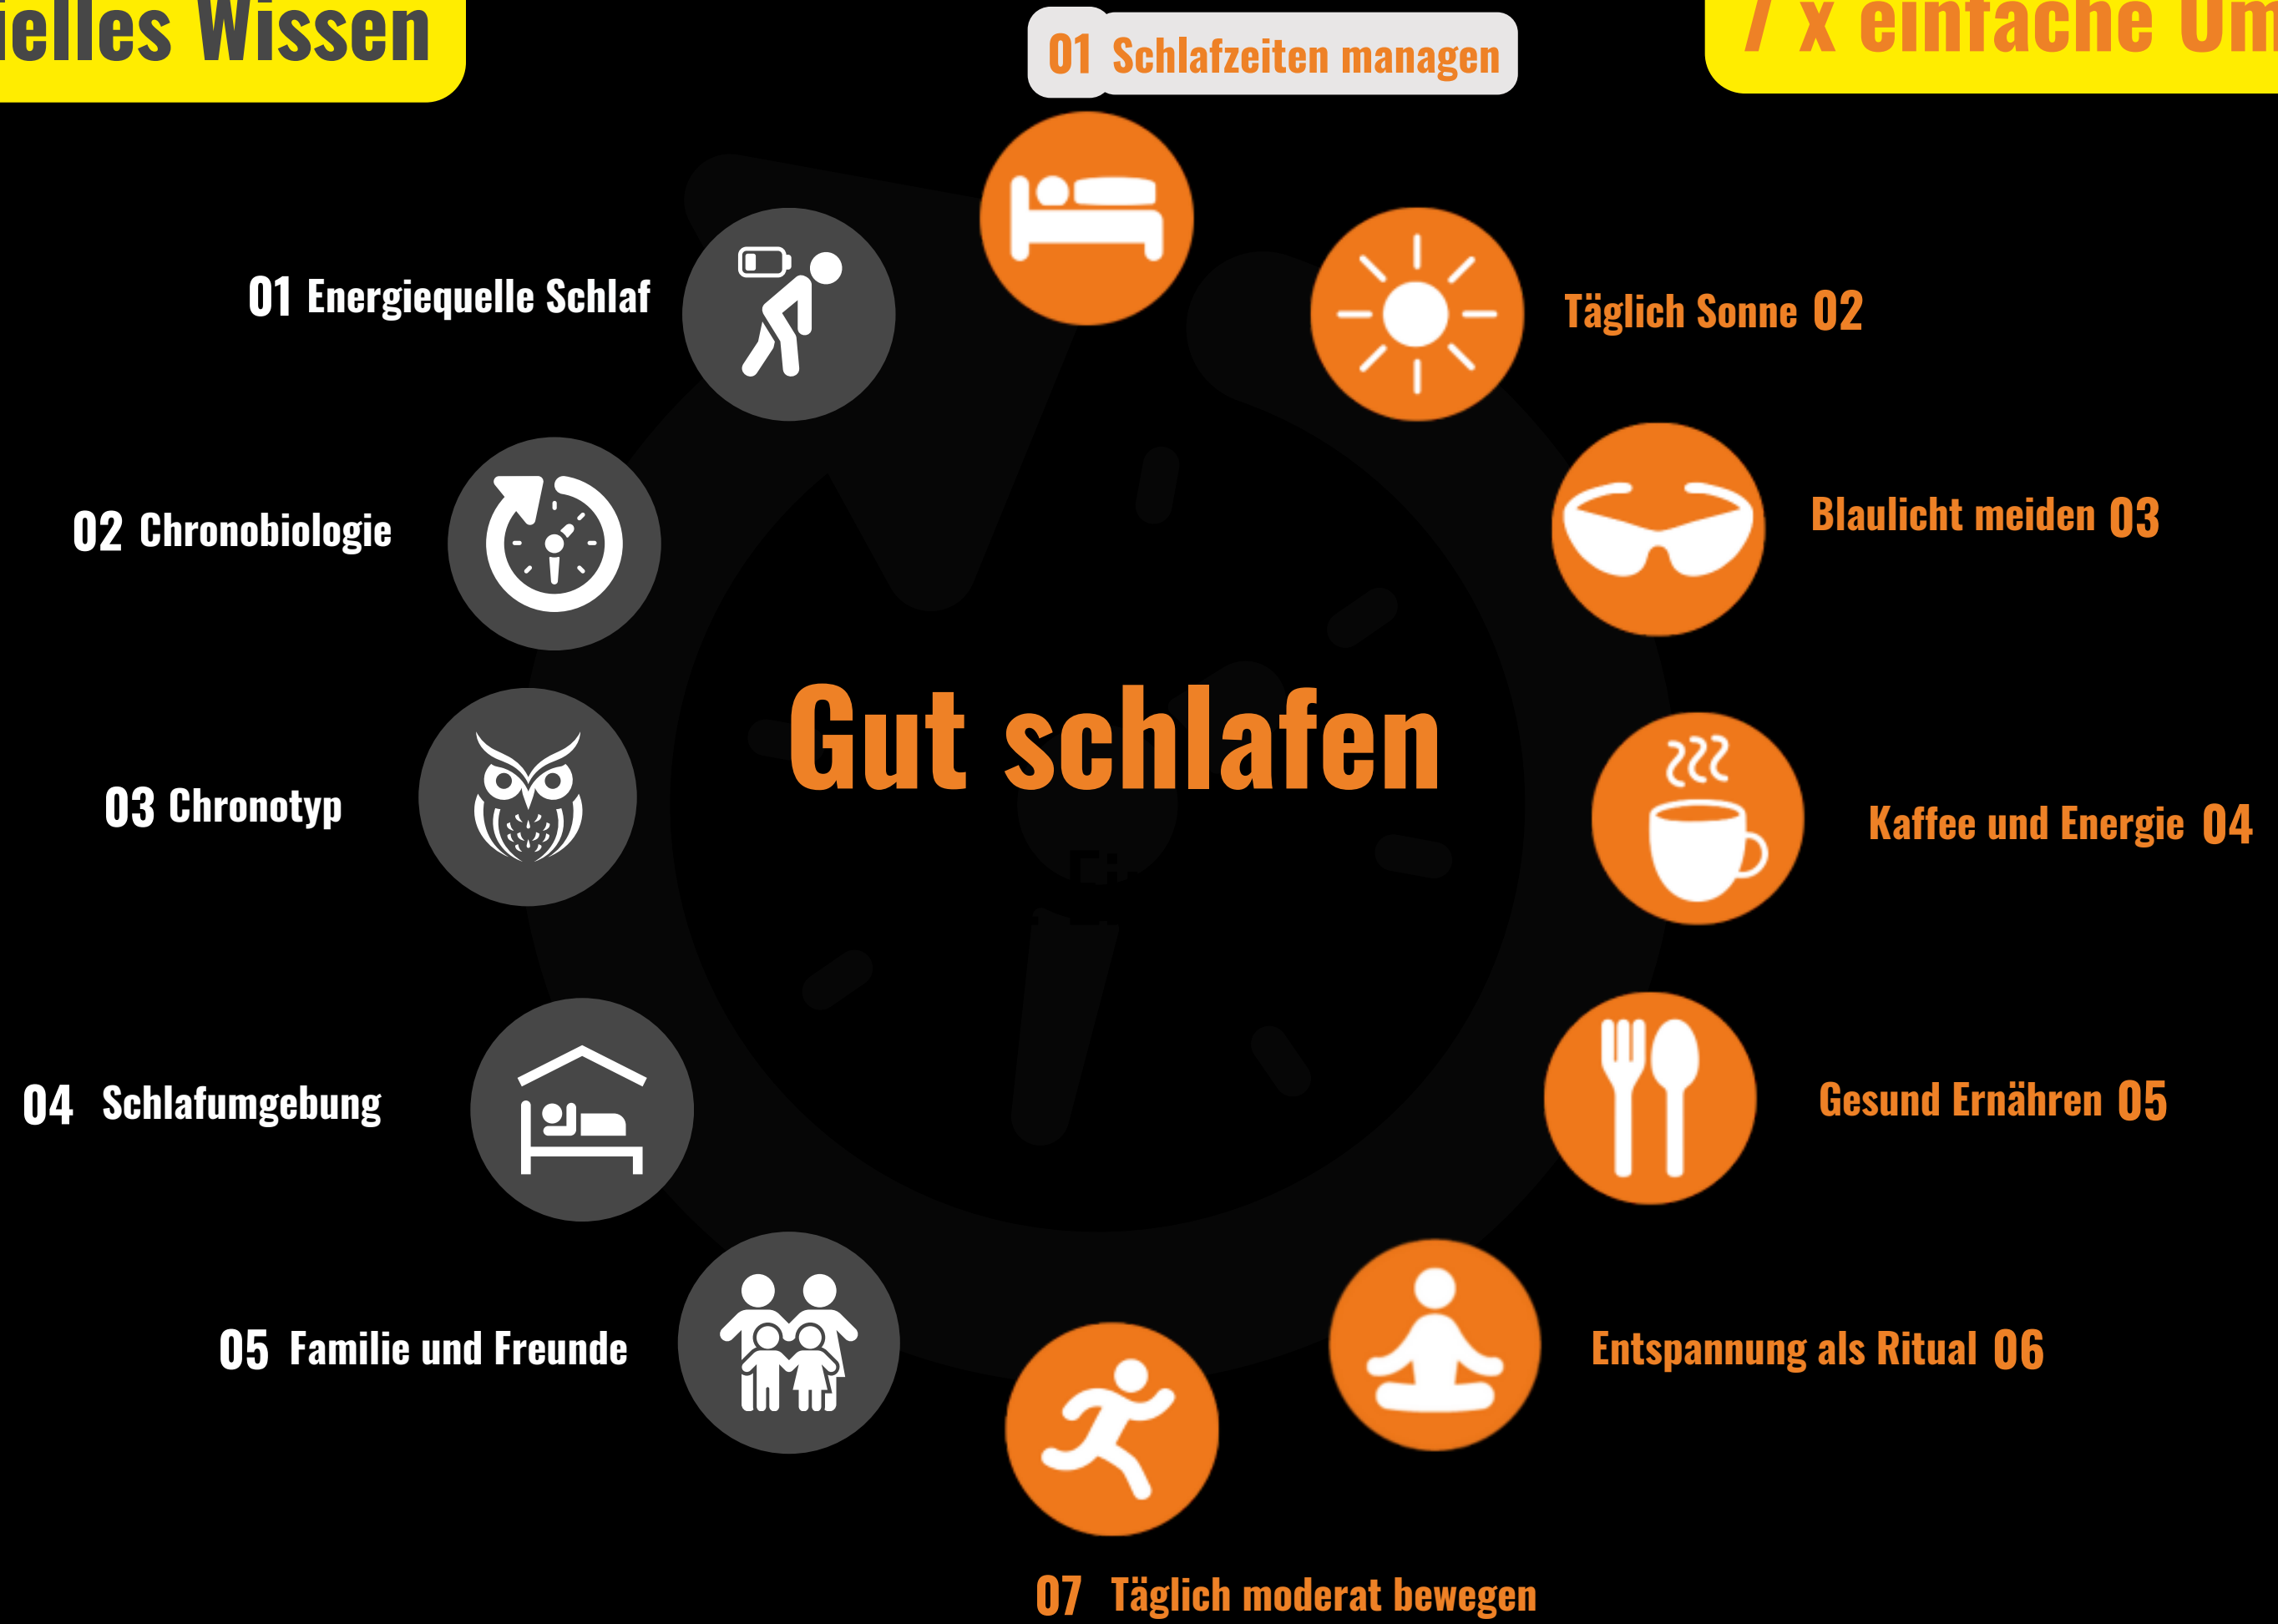 ielles Wissen
01 Schlafzeiten managen
7 x einfache Um
01 Energiequelle Schlaf
02 Chronobiologie
03 Chronotyp
04 Schlafumgebung
05 Familie und Freunde
Gut schlafen
Täglich Sonne 02
Blaulicht meiden 03
Kaffee und Energie 04
Gesund Ernähren 05
Entspannung als Ritual 06
07 Täglich moderat bewegen